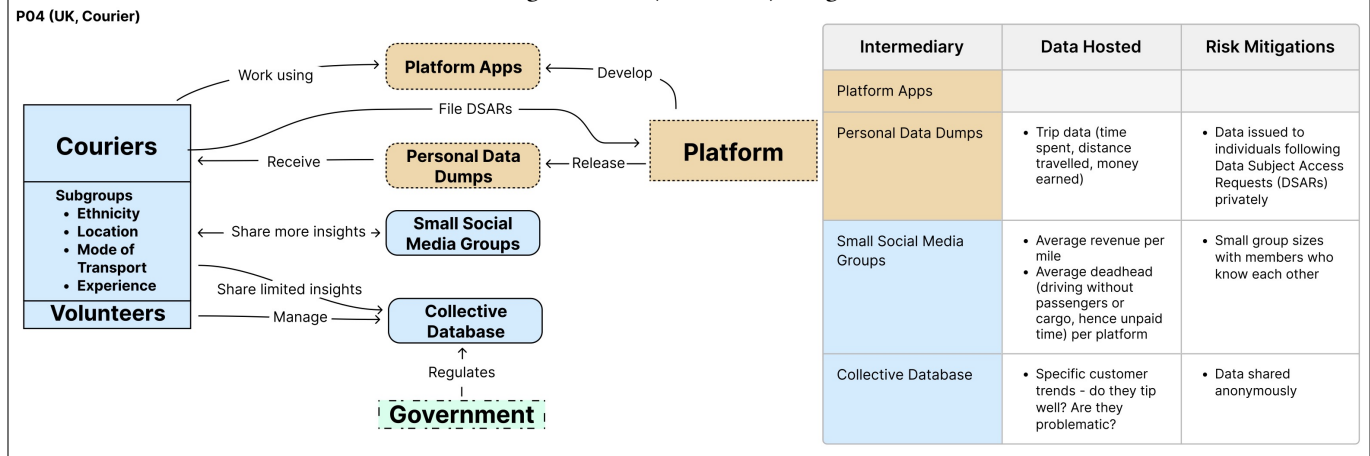 P04 (UK, Courier)
Work using
Platform Apps
Develop
File DSARs
Couriers
Receive
Personal Data
Dumps
Release
Platform
Subgroups
• Ethnicity
• Location
• Mode of
Transport
• Experience
Share more insights
Small Social
Media Groups
Share limited insights
Volunteers
Manage
Collective
Database
Regulates
Government
Intermediary
Data Hosted
Risk Mitigations
Platform Apps
Personal Data Dumps
• Trip data (time
spent, distance
travelled, money
earned)
• Data issued to
individuals following
Data Subject Access
Requests (DSARs)
privately
Small Social Media
Groups
• Average revenue per
mile
• Average deadhead
(driving without
passengers or
cargo, hence unpaid
time) per platform
• Small group sizes
with members who
know each other
Collective Database
• Specific customer
trends - do they tip
well? Are they
problematic?
• Data shared
anonymously